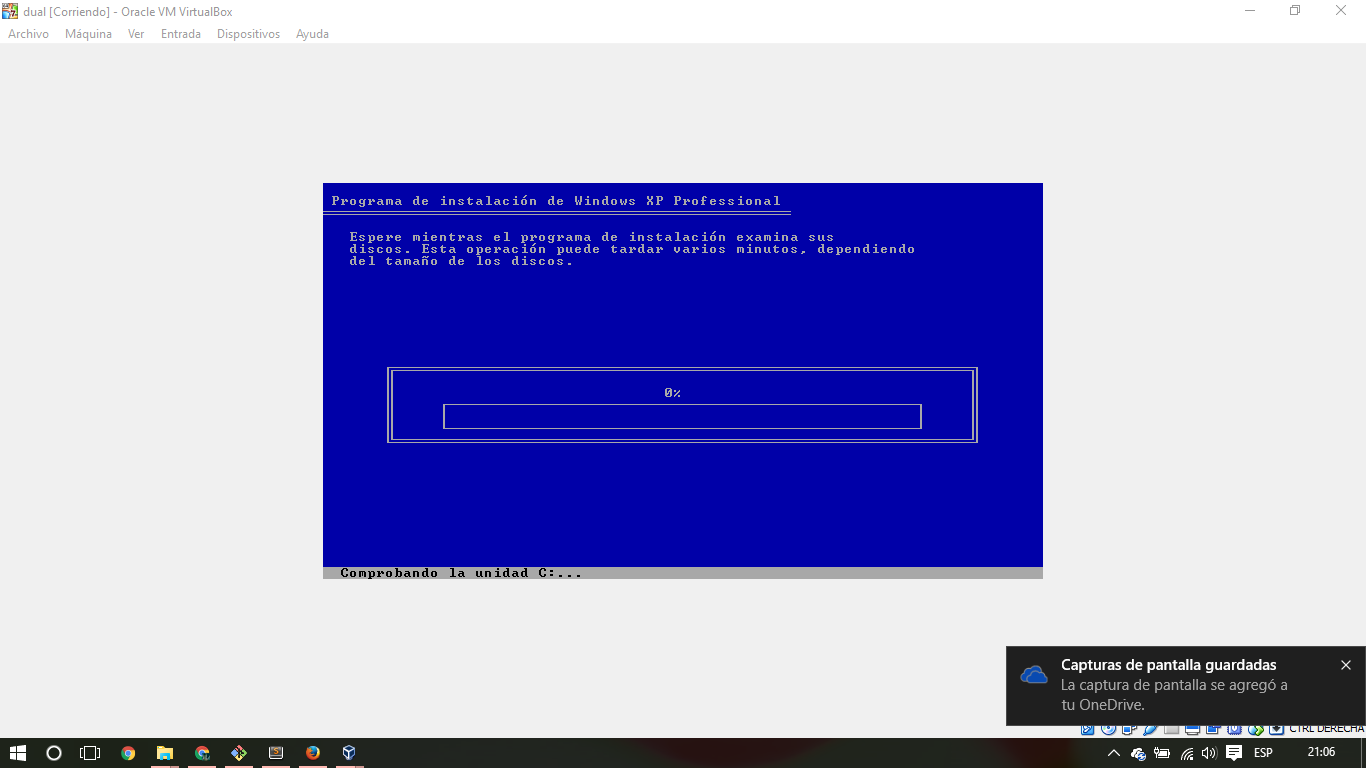 dual [Corriendo] - Oracle VM VirtualBox
Archivo Máquina Ver Entrada Dispositivos Ayuda
Programa de instalación de Windows XP Professional
Espere mientras el programa de instalación examina sus
discos. Esta operación puede tardar varios minutos, dependiendo
del tamaño de los discos.
0%
Comprobando la unidad C:...
Capturas de pantalla guardadas
La captura de pantalla se agregó a
tu OneDrive.
CTRL DERECHA
ESP 21:06